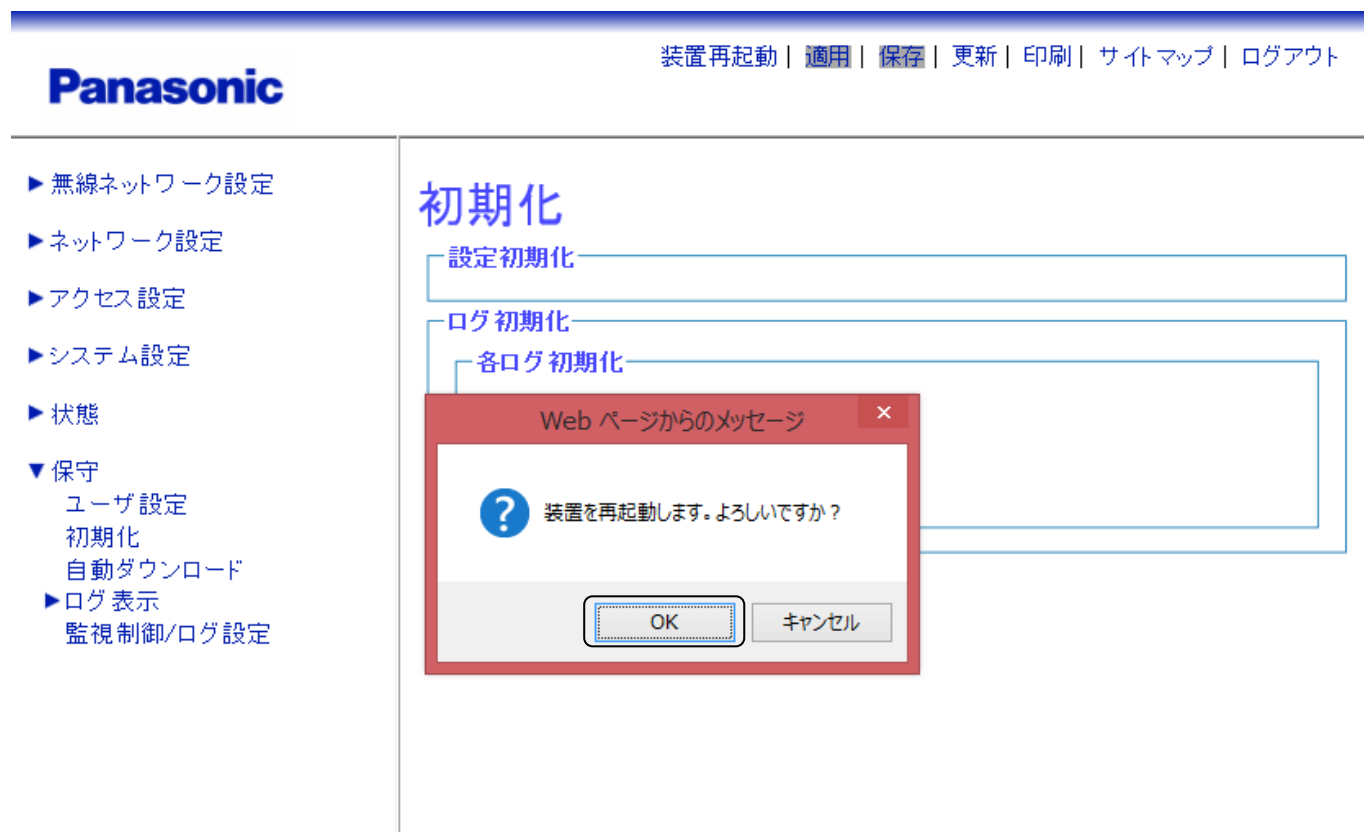 装置再起動| 適用| 保存| 更新| 印刷| サイトマップ| ログアウト
Panasonic
▶無線ネットワーク設定
▶ネットワーク設定
▶アクセス設定
▶システム設定
▶状態
▼保守
ユーザ設定
初期化
自動ダウンロード
▶ログ表示
監視制御/ログ設定
初期化
設定初期化
ログ初期化
各ログ初期化
Web ページからのメッセージ
×
?
装置を再起動します。よろしいですか?
OK キャンセル